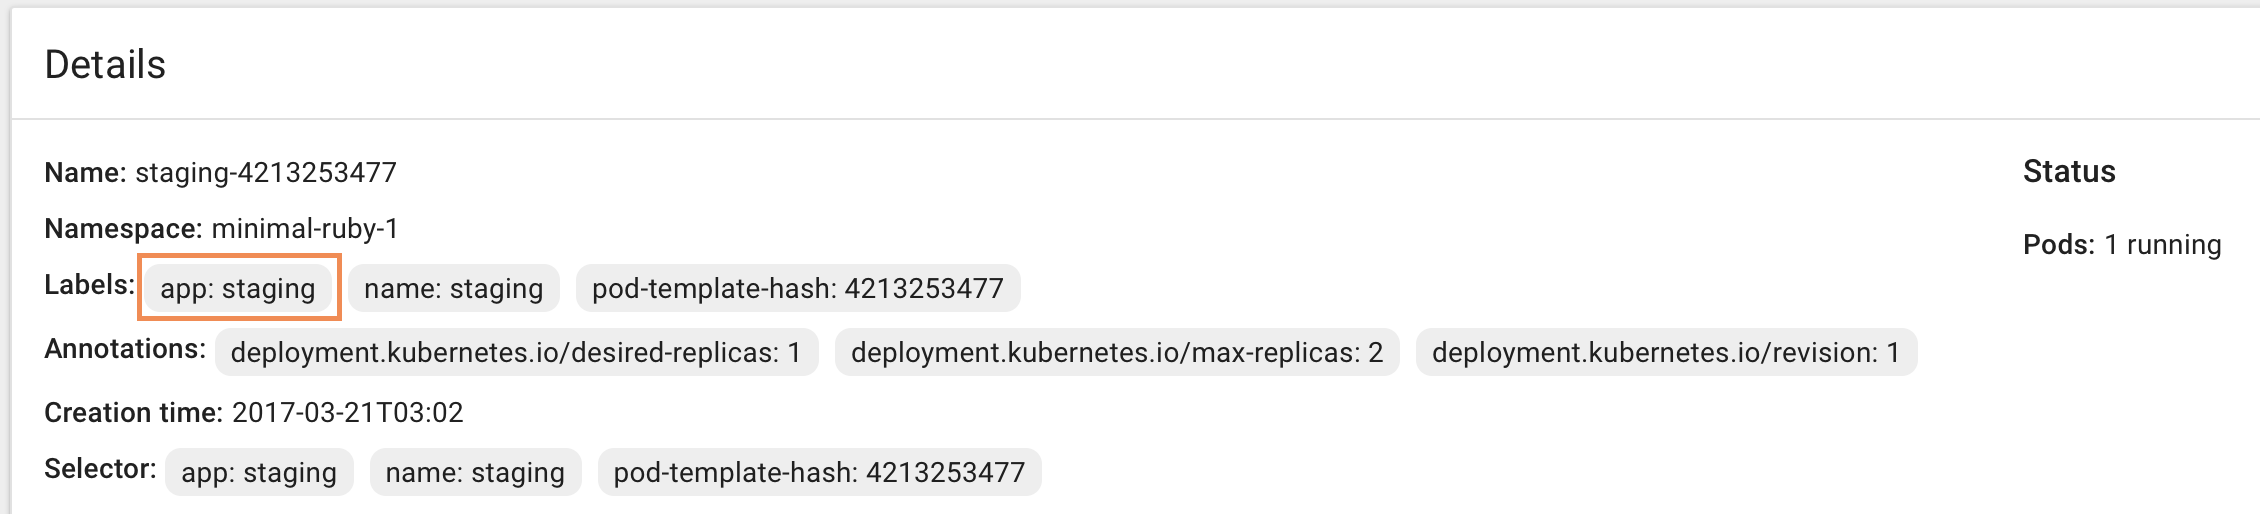 Details
Name: staging-4213253477
Status
Namespace: minimal-ruby-1
Pods: 1 running
Labels: app: staging name: staging pod-template-hash: 4213253477
Annotations: deployment.kubernetes.io/desired-replicas: 1 deployment.kubernetes.io/max-replicas: 2 deployment.kubernetes.io/revision: 1
Creation time: 2017-03-21T03:02
Selector: app: staging name: staging pod-template-hash: 4213253477